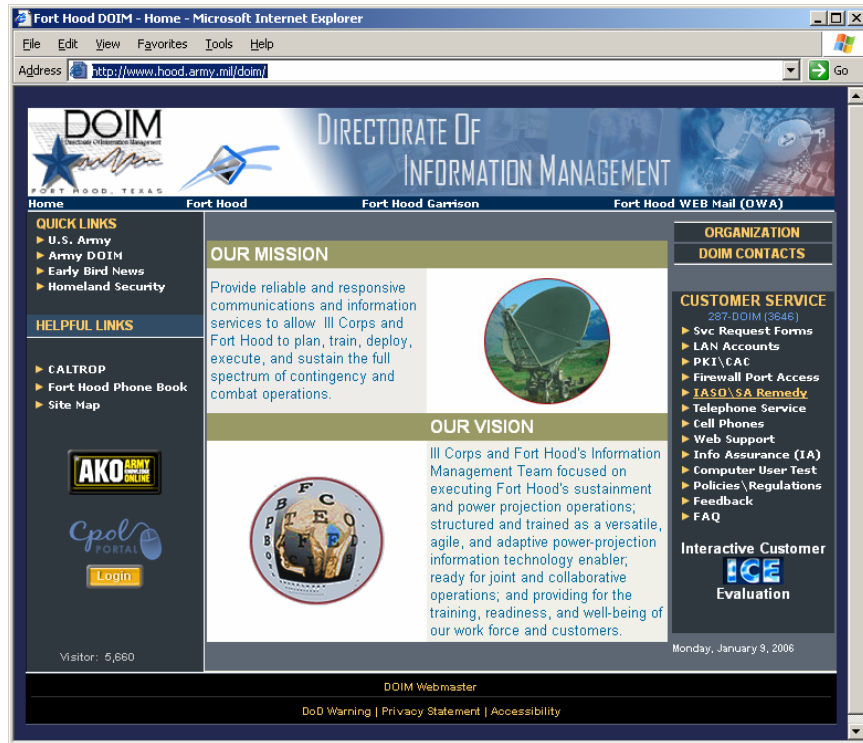 Fort Hood DOIM - Home - Microsoft Internet Explorer
File Edit View Favorites Tools Help
Address http://www.hood.army.mil/doim/ Go
DOIM
Directorate Of Information Management
FORT HOOD, TEXAS
DIRECTORATE OF
INFORMATION MANAGEMENT
Home Fort Hood Fort Hood Garrison Fort Hood WEB Mail (OWA)
QUICK LINKS
U.S. Army
Army DOIM
Early Bird News
Homeland Security
HELPFUL LINKS
CALTROP
Fort Hood Phone Book
Site Map
AKO ARMY KNOWLEDGE ONLINE
Cpol
PORTAL
Login
Visitor: 5,660
OUR MISSION
Provide reliable and responsive
communications and information
services to allow III Corps and
Fort Hood to plan, train, deploy,
execute, and sustain the full
spectrum of contingency and
combat operations.
OUR VISION
III Corps and Fort Hood's Information
Management Team focused on
executing Fort Hood's sustainment
and power projection operations;
structured and trained as a versatile,
agile, and adaptive power-projection
information technology enabler;
ready for joint and collaborative
operations; and providing for the
training, readiness, and well-being of
our work force and customers.
ORGANIZATION
DOIM CONTACTS
CUSTOMER SERVICE
287-DOIM (3646)
Svc Request Forms
LAN Accounts
PKI\CAC
Firewall Port Access
IASO\SA Remedy
Telephone Service
Cell Phones
Web Support
Info Assurance (IA)
Computer User Test
Policies\Regulations
Feedback
FAQ
Interactive Customer
ICE
Evaluation
Monday, January 9, 2006
DOIM Webmaster
DoD Warning | Privacy Statement | Accessibility